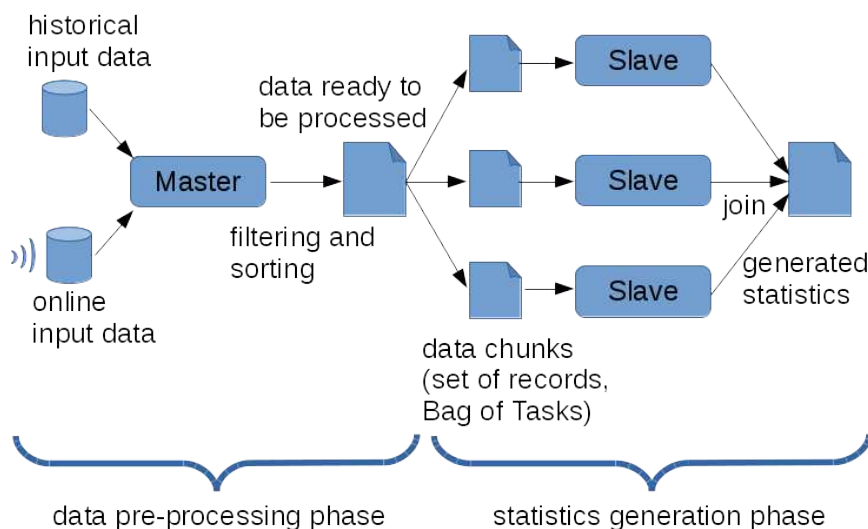 historical
input data
data ready to
be processed
Master
filtering and
sorting
online
input data
Slave
Slave
Slave
join
generated
statistics
data chunks
(set of records,
Bag of Tasks)
data pre-processing phase
statistics generation phase